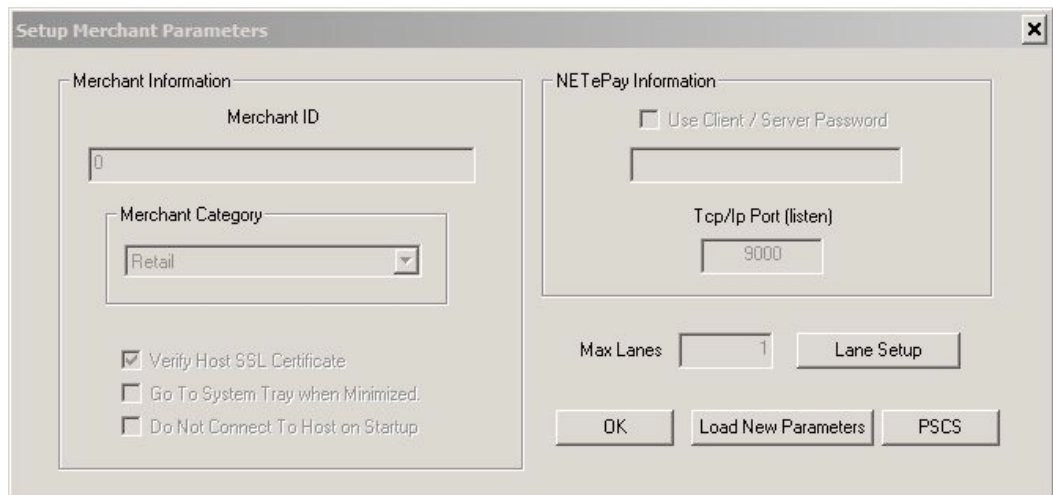 Setup Merchant Parameters
Merchant Information
Merchant ID
0
Merchant Category
Retail
Verify Host SSL Certificate
Go To System Tray when Minimized.
Do Not Connect To Host on Startup
NETePay Information
Use Client / Server Password
Tcp/Ip Port (listen)
9000
Max Lanes 1 Lane Setup
OK Load New Parameters PSCS